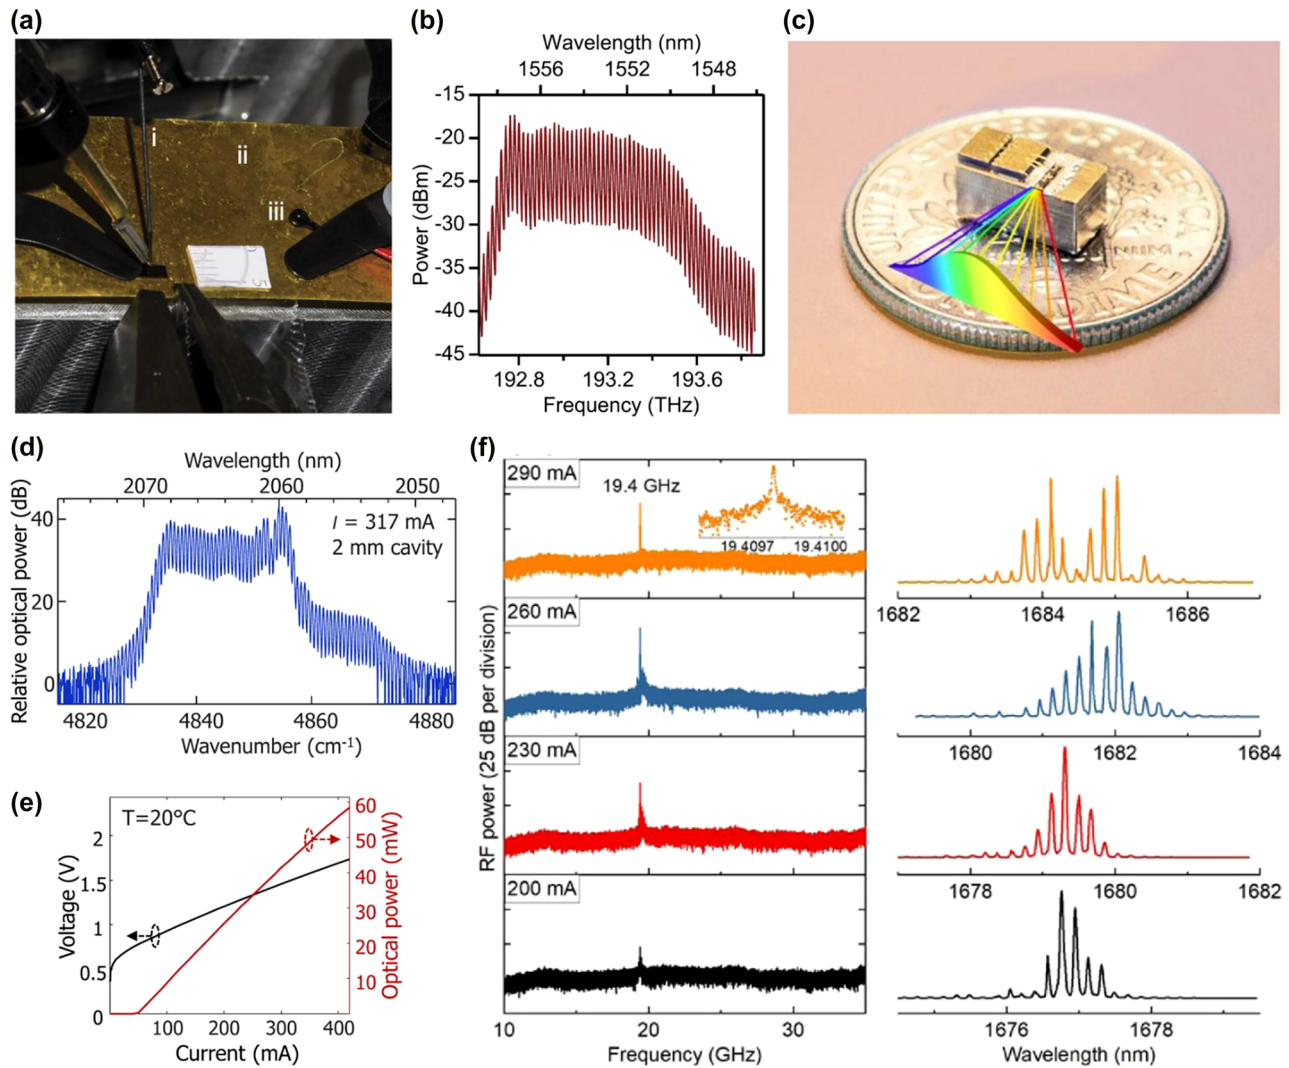 (a)
i
ii
iii
(b)
Wavelength (nm)
1556 1552 1548
Power (dBm)
-15
-20
-25
-30
-35
-40
-45
192.8 193.2 193.6
Frequency (THz)
(c)
UNITED
OF AMERICA
DIME
(d)
Wavelength (nm)
2070 2060 2050
Relative optical power (dB)
40
20
0
I = 317 mA
2 mm cavity
4820 4840 4860 4880
Wavenumber (cm-1)
(e)
T=20°C
Voltage (V)
2
1.5
1
0.5
0
60
50
40
30
20
10
Optical power (mW)
100 200 300 400
Current (mA)
(f)
RF power (25 dB per division)
290 mA
19.4 GHz
19.4097 19.4100
1682 1684 1686
260 mA
1680 1682 1684
230 mA
1678 1680 1682
200 mA
10 20 30
Frequency (GHz)
1676 1678
Wavelength (nm)